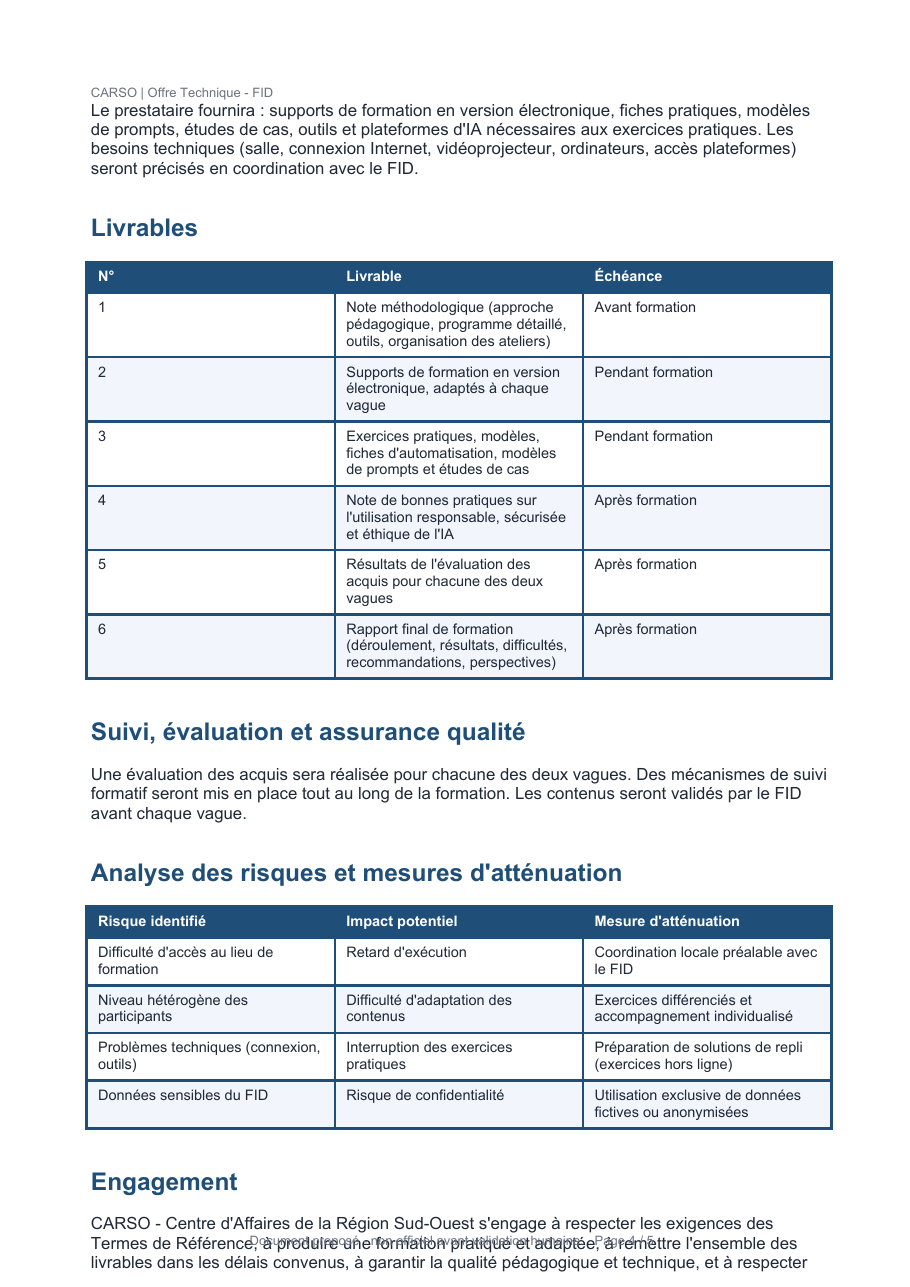 CARSO | Offre Technique - FID
Le prestataire fournira : supports de formation en version électronique, fiches pratiques, modèles
de prompts, études de cas, outils et plateformes d'IA nécessaires aux exercices pratiques. Les
besoins techniques (salle, connexion Internet, vidéoprojecteur, ordinateurs, accès plateformes)
seront précisés en coordination avec le FID.
Livrables
N° Livrable Échéance
1 Note méthodologique (approche Avant formation
pédagogique, programme détaillé,
outils, organisation des ateliers)
2 Supports de formation en version Pendant formation
électronique, adaptés à chaque
vague
3 Exercices pratiques, modèles, Pendant formation
fiches d'automatisation, modèles
de prompts et études de cas
4 Note de bonnes pratiques sur Après formation
l'utilisation responsable, sécurisée
et éthique de l'IA
5 Résultats de l'évaluation des Après formation
acquis pour chacune des deux
vagues
6 Rapport final de formation Après formation
(déroulement, résultats, difficultés,
recommandations, perspectives)
Suivi, évaluation et assurance qualité
Une évaluation des acquis sera réalisée pour chacune des deux vagues. Des mécanismes de suivi
formatif seront mis en place tout au long de la formation. Les contenus seront validés par le FID
avant chaque vague.
Analyse des risques et mesures d'atténuation
Risque identifié Impact potentiel Mesure d'atténuation
Difficulté d'accès au lieu de Retard d'exécution Coordination locale préalable avec
formation le FID
Niveau hétérogène des Difficulté d'adaptation des Exercices différenciés et
participants contenus accompagnement individualisé
Problèmes techniques (connexion, Interruption des exercices Préparation de solutions de repli
outils) pratiques (exercices hors ligne)
Données sensibles du FID Risque de confidentialité Utilisation exclusive de données
fictives ou anonymisées
Engagement
CARSO - Centre d'Affaires de la Région Sud-Ouest s'engage à respecter les exigences des
Termes de Référence, à produire une formation pratique et adaptée, à remettre l'ensemble des
livrables dans les délais convenus, à garantir la qualité pédagogique et technique, et à respecter
Document proposé non officiel avant validation humaine Page 4 / 5